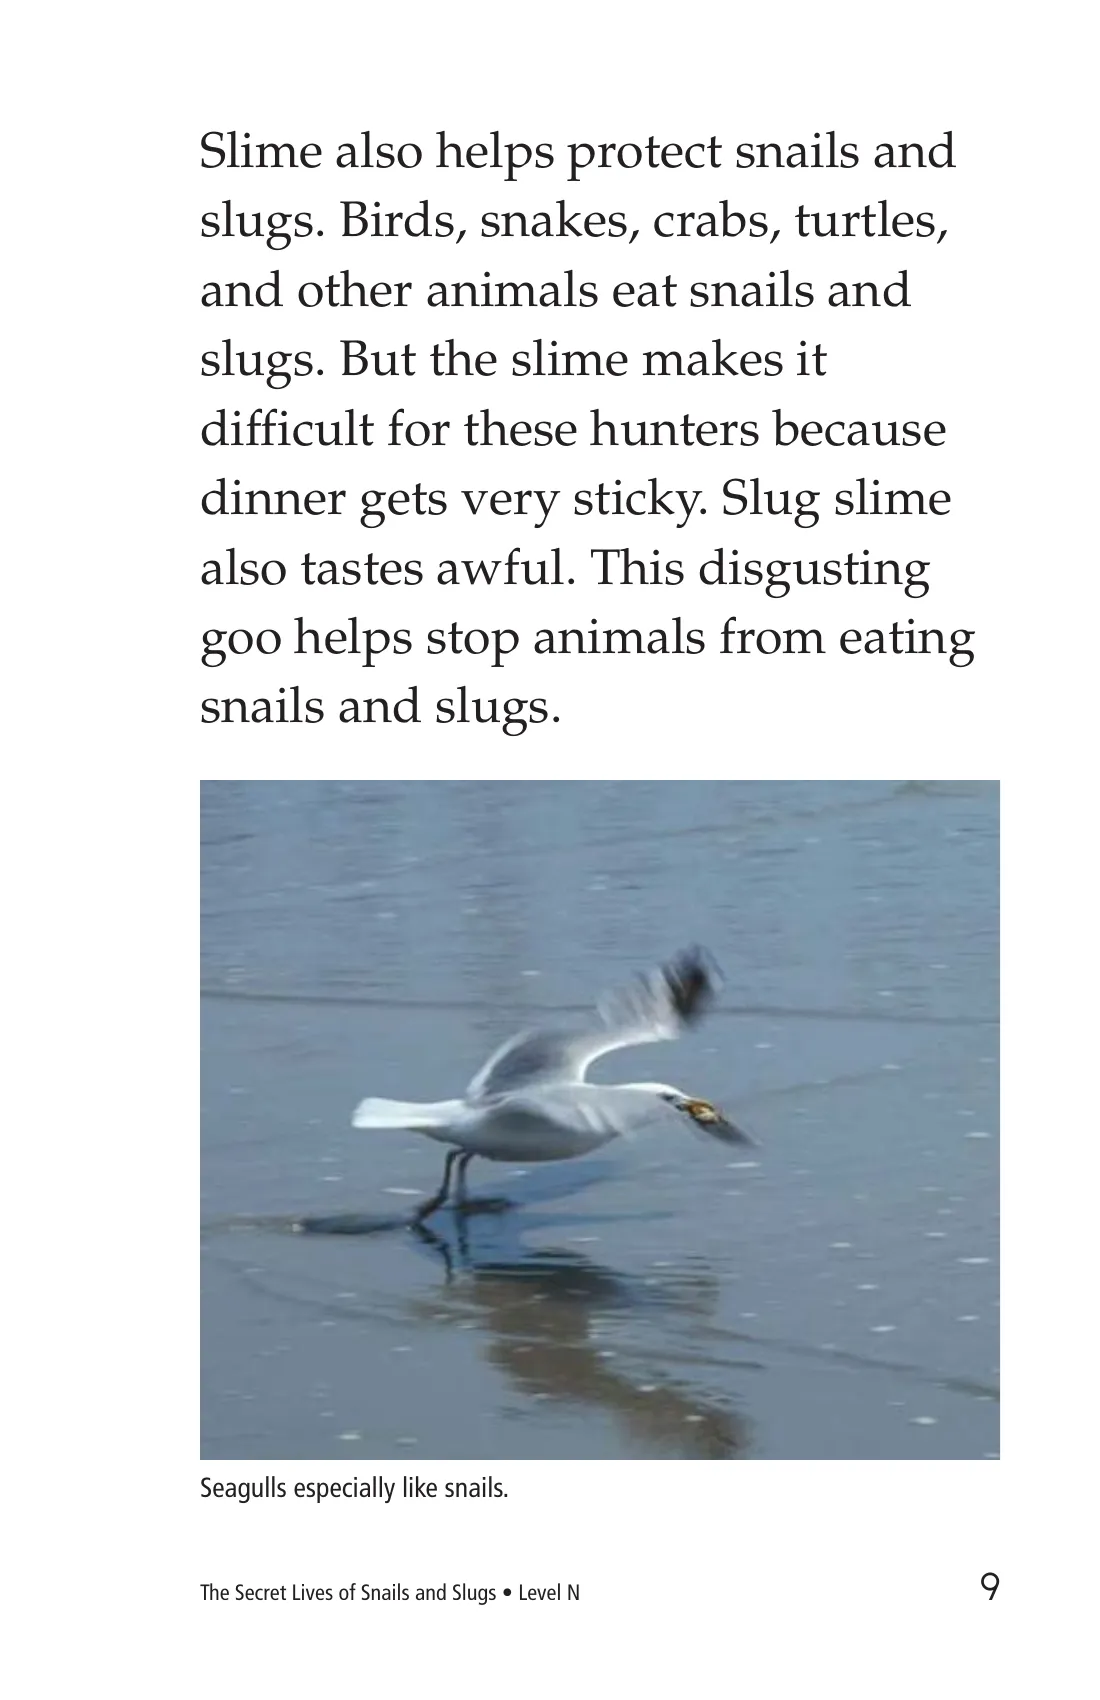 Slime also helps protect snails and
slugs. Birds, snakes, crabs, turtles,
and other animals eat snails and
slugs. But the slime makes it
difficult for these hunters because
dinner gets very sticky. Slug slime
also tastes awful. This disgusting
goo helps stop animals from eating
snails and slugs.
Seagulls especially like snails.
The Secret Lives of Snails and Slugs • Level N
9